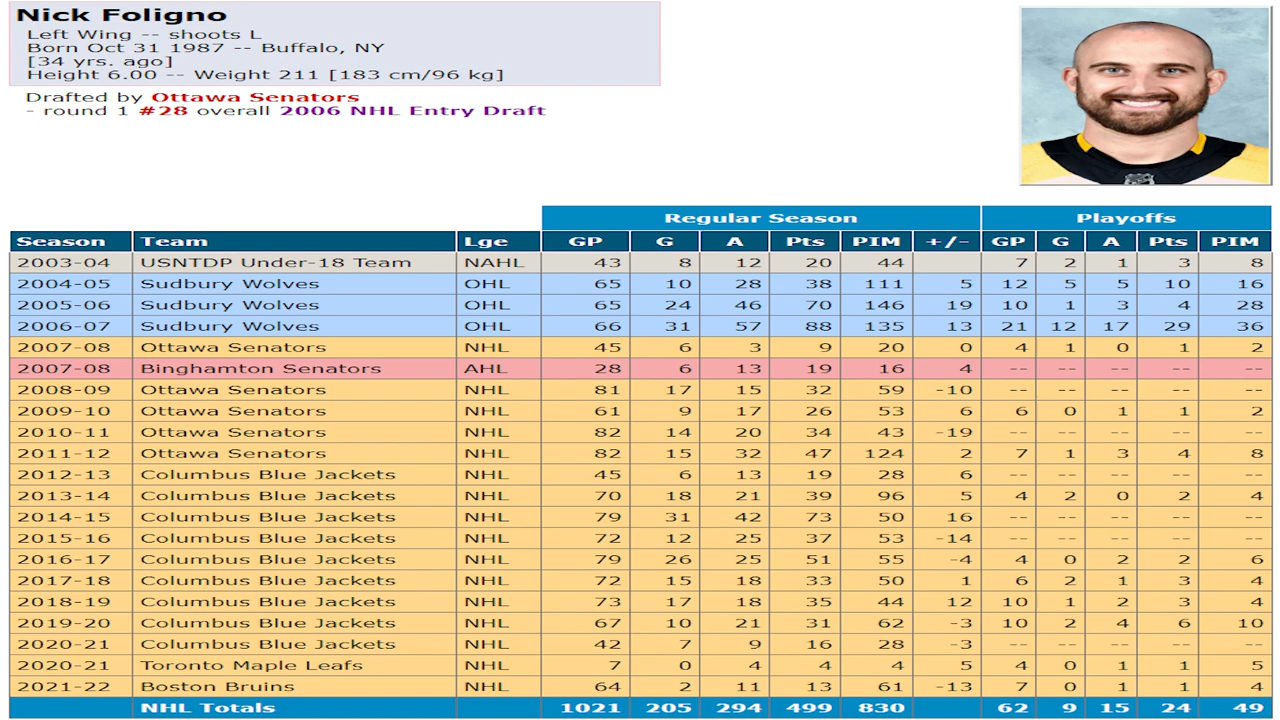 Nick Foligno
Left Wing -- shoots L
Born Oct 31 1987 -- Buffalo, NY
[34 yrs. ago]
Height 6.00 -- Weight 211 [183 cm/96 kg]
Drafted by Ottawa Senators
- round 1 #28 overall 2006 NHL Entry Draft
Regular Season Playoffs
Season Team Lge GP G A Pts PIM +/- GP G A Pts PIM
2003-04 USNTDP Under-18 Team NAHL 43 8 12 20 44 7 2 1 3 8
2004-05 Sudbury Wolves OHL 65 10 28 38 111 5 12 5 5 10 16
2005-06 Sudbury Wolves OHL 65 24 46 70 146 19 10 1 3 4 28
2006-07 Sudbury Wolves OHL 66 31 57 88 135 13 21 12 17 29 36
2007-08 Ottawa Senators NHL 45 6 3 9 20 0 4 1 0 1 2
2007-08 Binghamton Senators AHL 28 6 13 19 16 4 -- -- -- -- --
2008-09 Ottawa Senators NHL 81 17 15 32 59 -10 -- -- -- -- --
2009-10 Ottawa Senators NHL 61 9 17 26 53 6 6 0 1 1 2
2010-11 Ottawa Senators NHL 82 14 20 34 43 -19 -- -- -- -- --
2011-12 Ottawa Senators NHL 82 15 32 47 124 2 7 1 3 4 8
2012-13 Columbus Blue Jackets NHL 45 6 13 19 28 6 -- -- -- -- --
2013-14 Columbus Blue Jackets NHL 70 18 21 39 96 5 4 2 0 2 4
2014-15 Columbus Blue Jackets NHL 79 31 42 73 50 16 -- -- -- -- --
2015-16 Columbus Blue Jackets NHL 72 12 25 37 53 -14 -- -- -- -- --
2016-17 Columbus Blue Jackets NHL 79 26 25 51 55 -4 4 0 2 2 6
2017-18 Columbus Blue Jackets NHL 72 15 18 33 50 1 6 2 1 3 4
2018-19 Columbus Blue Jackets NHL 73 17 18 35 44 12 10 1 2 3 4
2019-20 Columbus Blue Jackets NHL 67 10 21 31 62 -3 10 2 4 6 10
2020-21 Columbus Blue Jackets NHL 42 7 9 16 28 -3 -- -- -- -- --
2020-21 Toronto Maple Leafs NHL 7 0 4 4 4 5 4 0 1 1 5
2021-22 Boston Bruins NHL 64 2 11 13 61 -13 7 0 1 1 4
NHL Totals 1021 205 294 499 830 62 9 15 24 49